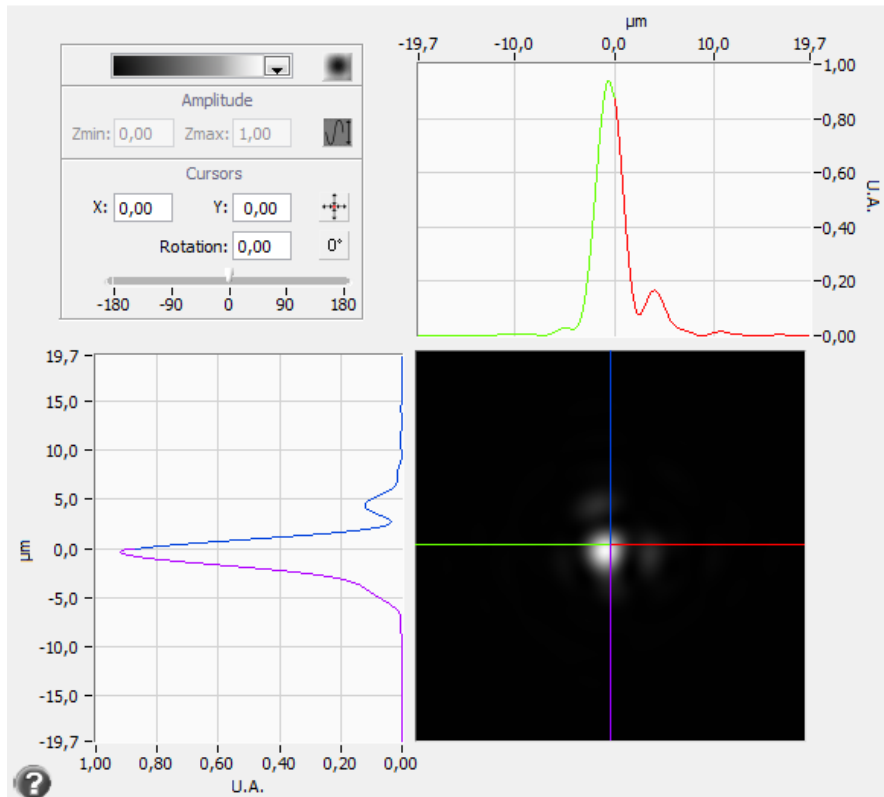 µm
-19,7 -10,0 0,0 10,0 19,7
Amplitude
Zmin: 0,00 Zmax: 1,00
Cursors
X: 0,00 Y: 0,00
Rotation: 0,00 0°
-180 -90 0 90 180
1,00
0,80
0,60
0,40
0,20
0,00
U.A.
19,7
15,0
10,0
5,0
0,0
-5,0
-10,0
-15,0
-19,7
µm
1,00 0,80 0,60 0,40 0,20 0,00
U.A.
?